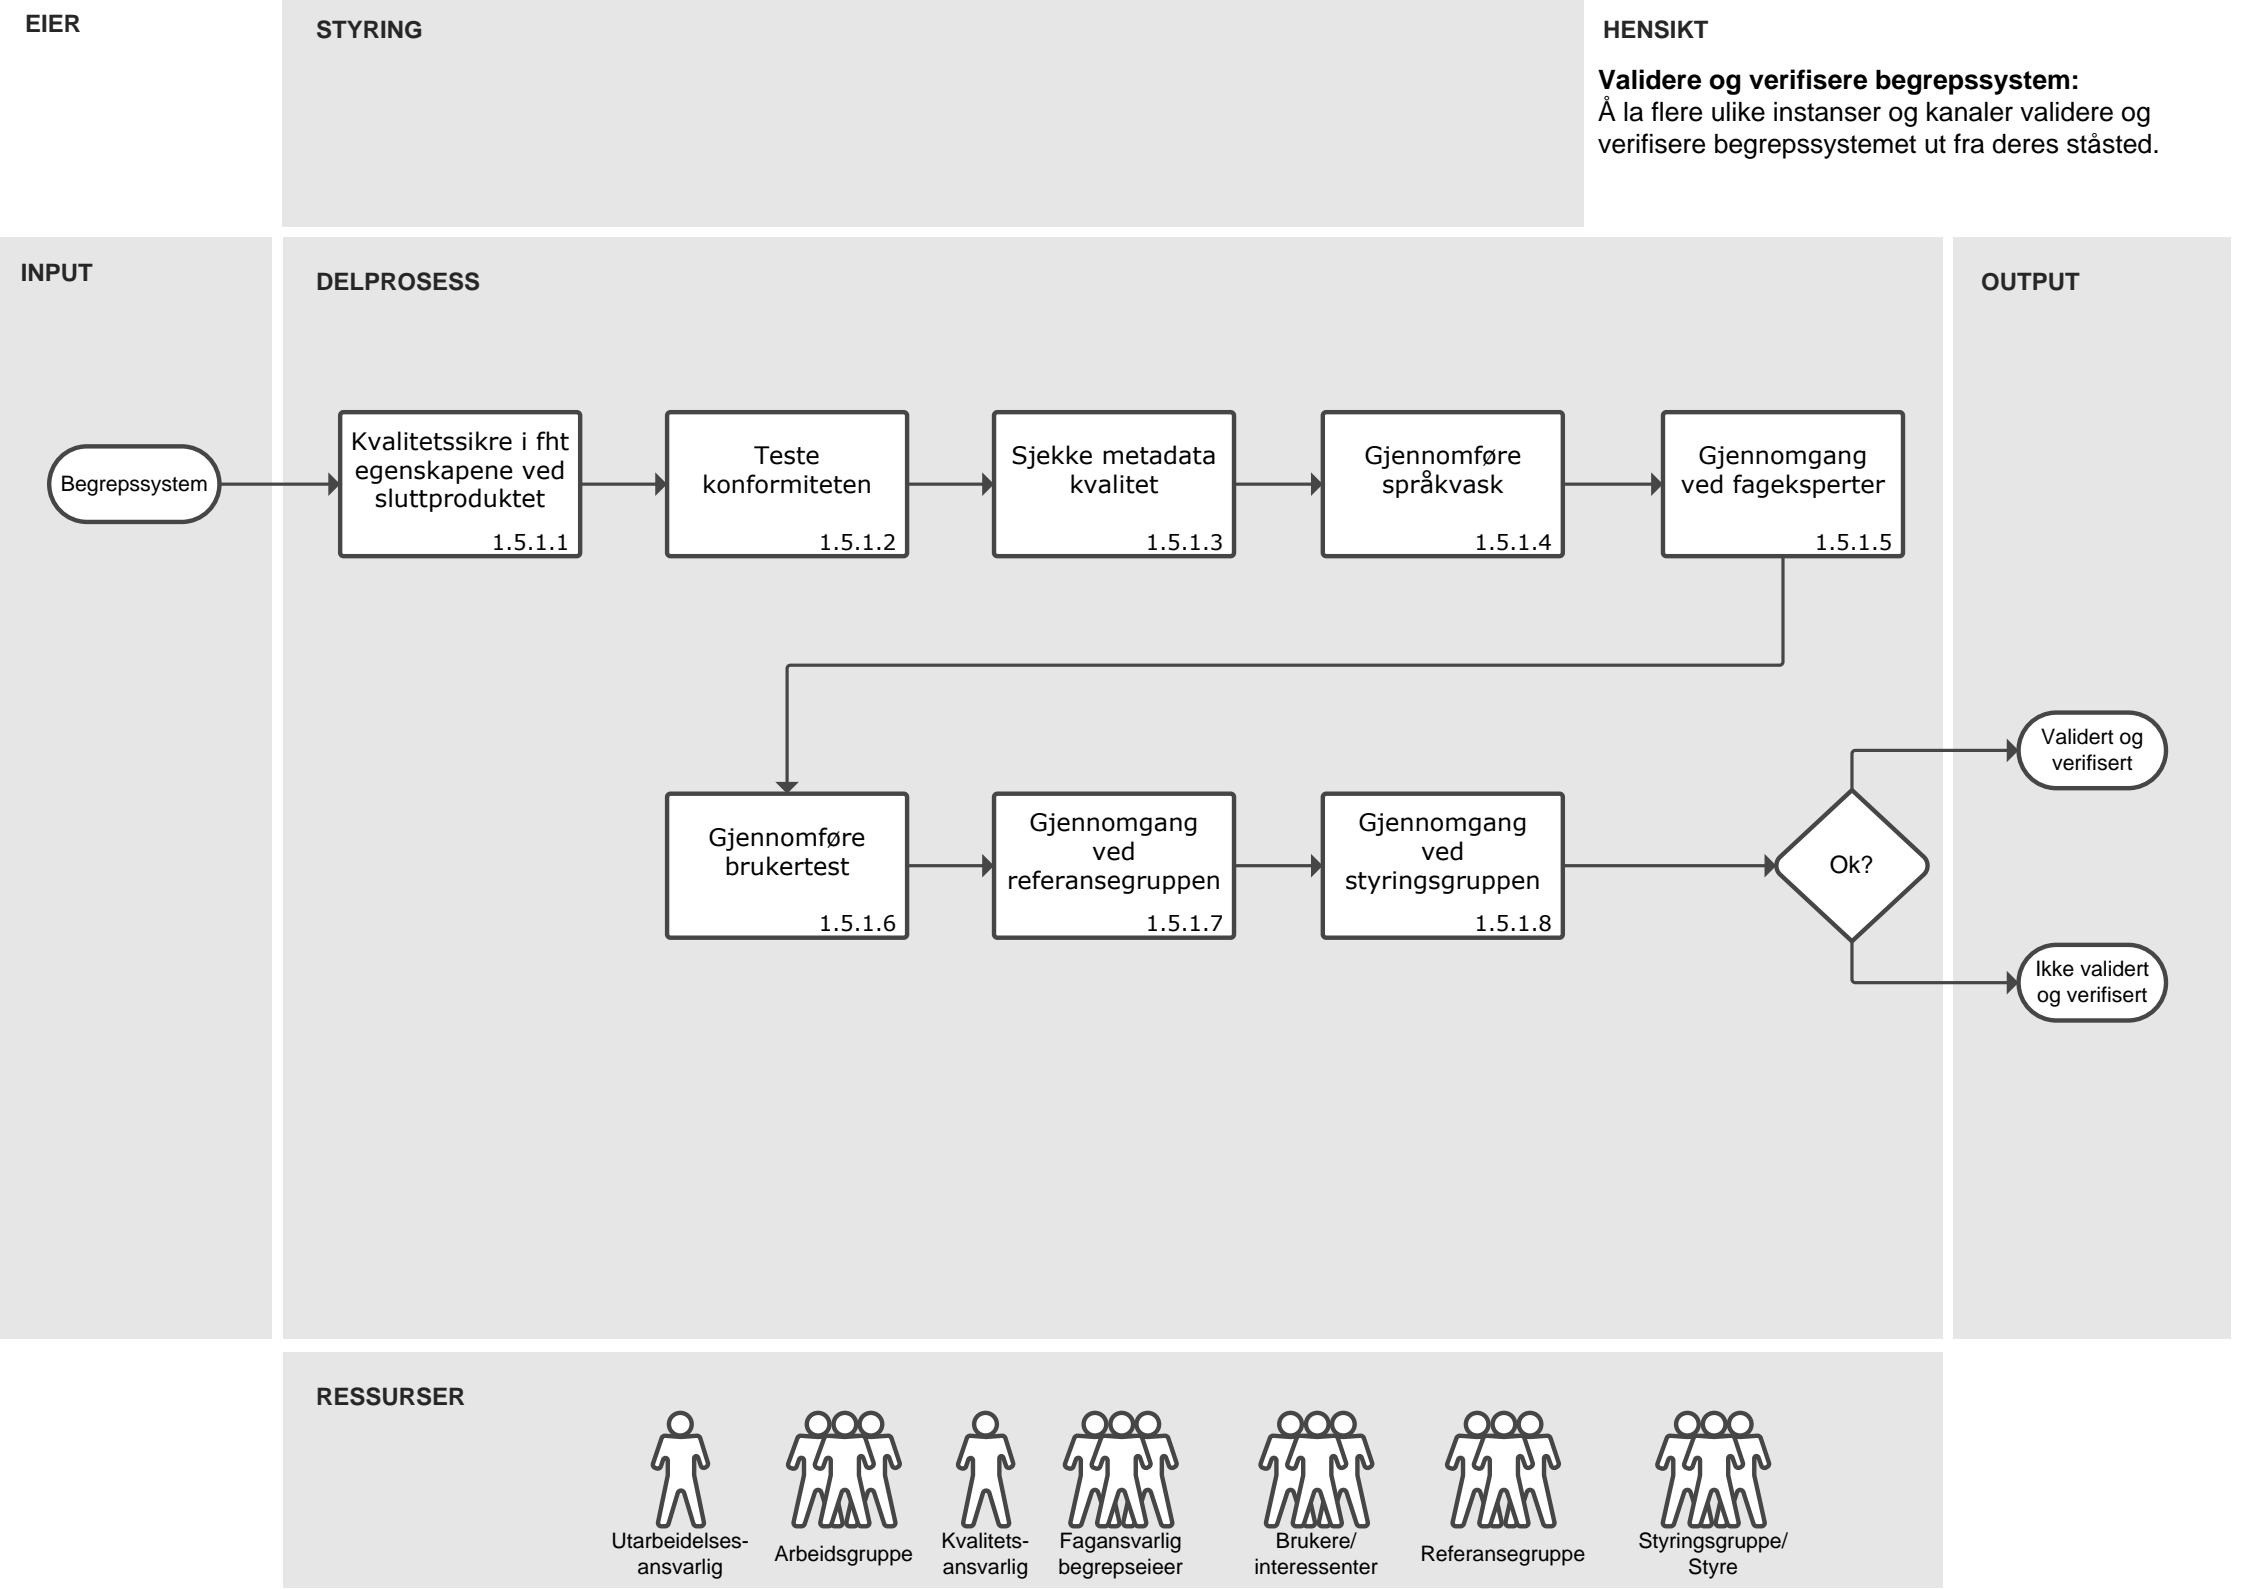 EIER
STYRING
HENSIKT
Validere og verifisere begrepssystem:
Å la flere ulike instanser og kanaler validere og
verifisere begrepssystemet ut fra deres ståsted.
INPUT
DELPROSESS
OUTPUT
Begrepssystem
Kvalitetssikre i fht
egenskapene ved
sluttproduktet
1.5.1.1
Teste
konformiteten
1.5.1.2
Sjekke metadata
kvalitet
1.5.1.3
Gjennomføre
språkvask
1.5.1.4
Gjennomgang
ved fageksperter
1.5.1.5
Gjennomføre
brukertest
1.5.1.6
Gjennomgang
ved
referansegruppen
1.5.1.7
Gjennomgang
ved
styringsgruppen
1.5.1.8
Ok?
Validert og
verifisert
Ikke validert
og verifisert
RESSURSER
Utarbeidelses-
ansvarlig
Arbeidsgruppe
Kvalitets-
ansvarlig
Fagansvarlig
begrepseieer
Brukere/
interessenter
Referansegruppe
Styringsgruppe/
Styre